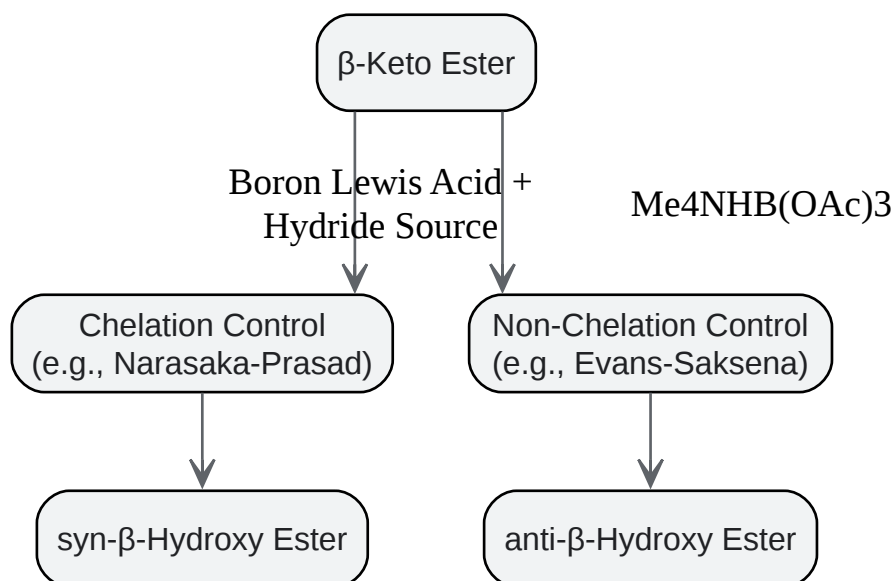 β-Keto Ester
Boron Lewis Acid +
Hydride Source
Me4NHB(OAc)3
Chelation Control
(e.g., Narasaka-Prasad)
Non-Chelation Control
(e.g., Evans-Saksena)
syn-β-Hydroxy Ester
anti-β-Hydroxy Ester